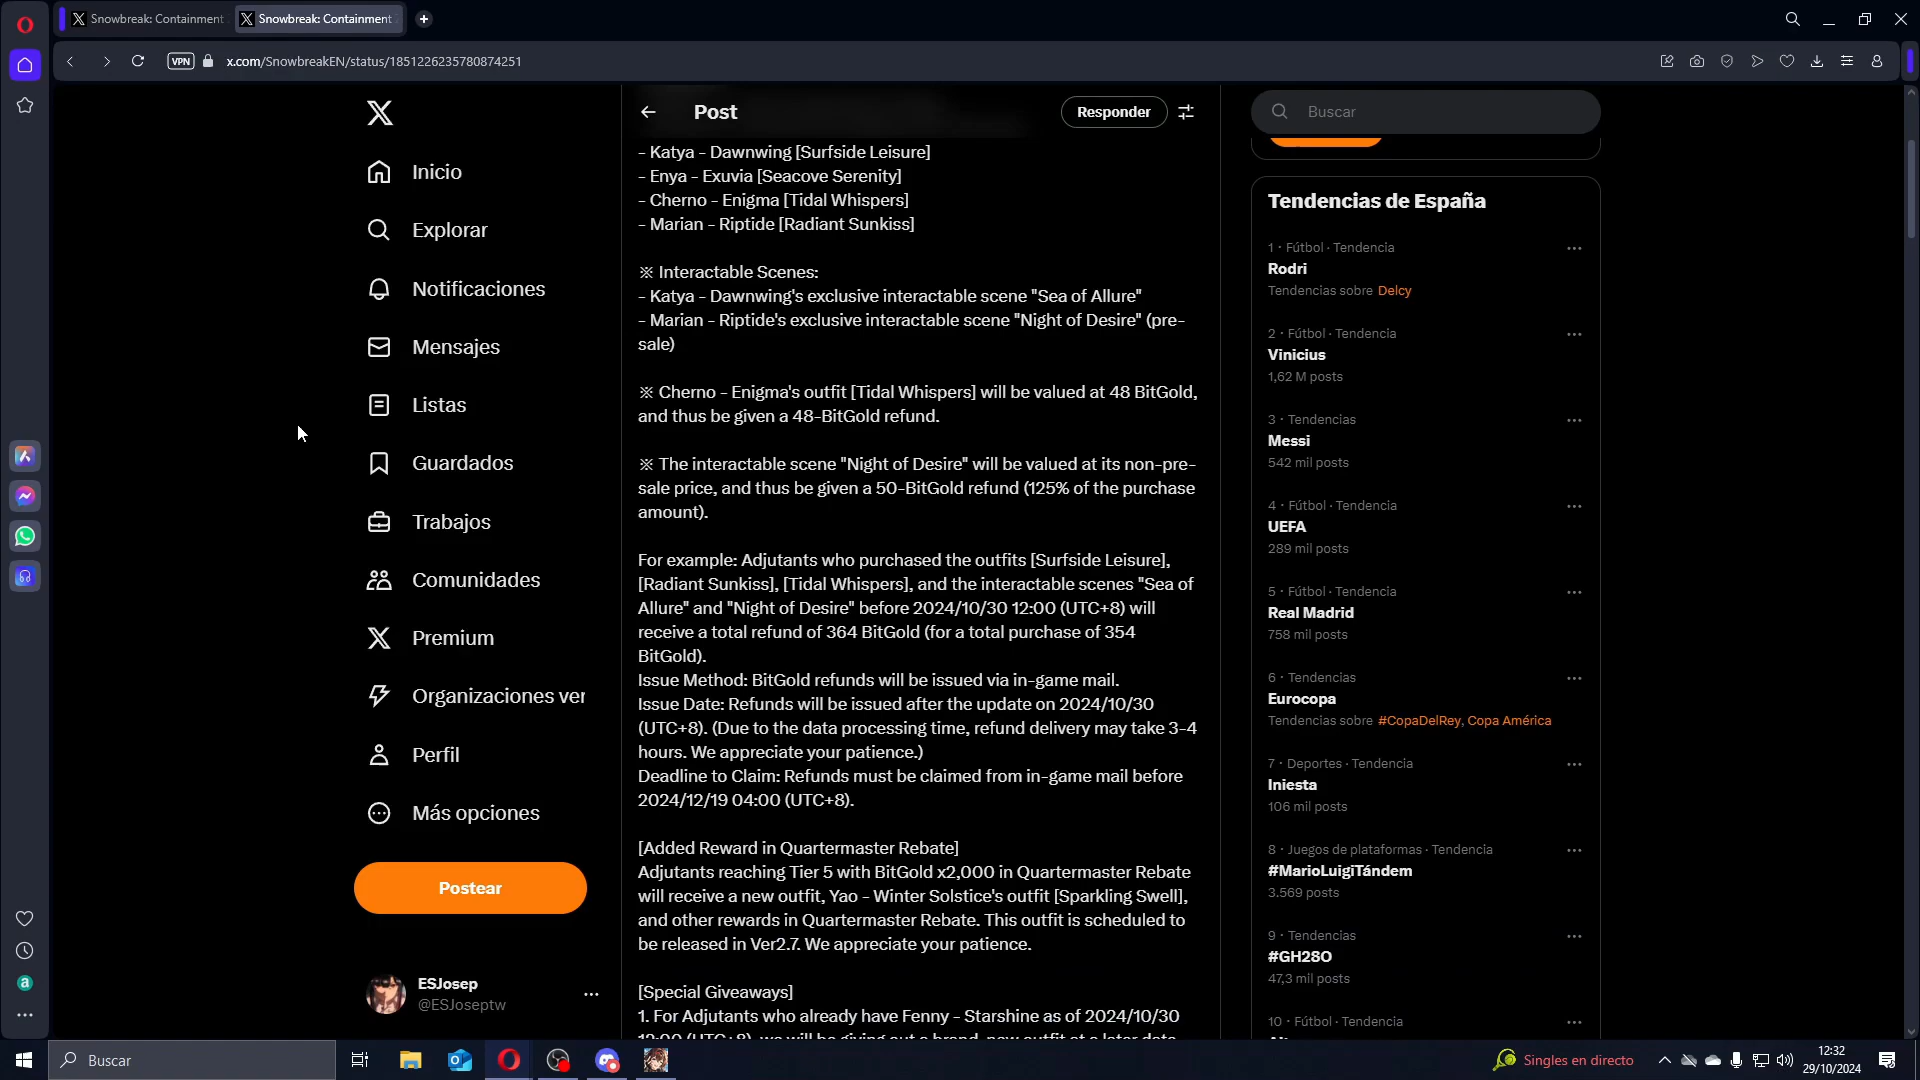 Snowbreak: Containment
Snowbreak: Containment
VPN
x.com/SnowbreakEN/status/1851226235780874251
Inicio
Explorar
Notificaciones
Mensajes
Listas
Guardados
Trabajos
Comunidades
Premium
Organizaciones ver
Perfil
Más opciones
Postear
ESJosep
@ESJoseptw
Post
Responder
- Katya - Dawnwing [Surfside Leisure]
- Enya - Exuvia [Seacove Serenity]
- Cherno - Enigma [Tidal Whispers]
- Marian - Riptide [Radiant Sunkiss]
※ Interactable Scenes:
- Katya - Dawnwing's exclusive interactable scene "Sea of Allure"
- Marian - Riptide's exclusive interactable scene "Night of Desire" (pre-
sale)
※ Cherno - Enigma's outfit [Tidal Whispers] will be valued at 48 BitGold,
and thus be given a 48-BitGold refund.
※ The interactable scene "Night of Desire" will be valued at its non-pre-
sale price, and thus be given a 50-BitGold refund (125% of the purchase
amount).
For example: Adjutants who purchased the outfits [Surfside Leisure],
[Radiant Sunkiss], [Tidal Whispers], and the interactable scenes "Sea of
Allure" and "Night of Desire" before 2024/10/30 12:00 (UTC+8) will
receive a total refund of 364 BitGold (for a total purchase of 354
BitGold).
Issue Method: BitGold refunds will be issued via in-game mail.
Issue Date: Refunds will be issued after the update on 2024/10/30
(UTC+8). (Due to the data processing time, refund delivery may take 3-4
hours. We appreciate your patience.)
Deadline to Claim: Refunds must be claimed from in-game mail before
2024/12/19 04:00 (UTC+8).
[Added Reward in Quartermaster Rebate]
Adjutants reaching Tier 5 with BitGold x2,000 in Quartermaster Rebate
will receive a new outfit, Yao - Winter Solstice's outfit [Sparkling Swell],
and other rewards in Quartermaster Rebate. This outfit is scheduled to
be released in Ver2.7. We appreciate your patience.
[Special Giveaways]
1. For Adjutants who already have Fenny - Starshine as of 2024/10/30
12:00 (UTC+8), we will be giving out a brand-new outfit at a later date
Buscar
Tendencias de España
1 · Fútbol · Tendencia
Rodri
Tendencias sobre Delcy
2 · Fútbol · Tendencia
Vinicius
1,62 M posts
3 · Tendencias
Messi
542 mil posts
4 · Fútbol · Tendencia
UEFA
289 mil posts
5 · Fútbol · Tendencia
Real Madrid
758 mil posts
6 · Tendencias
Eurocopa
Tendencias sobre #CopaDelRey, Copa América
7 · Deportes · Tendencia
Iniesta
106 mil posts
8 · Juegos de plataformas · Tendencia
#MarioLuigiTándem
3.569 posts
9 · Tendencias
#GH28O
47,3 mil posts
10 · Fútbol · Tendencia
Buscar
Singles en directo
12:32
29/10/2024